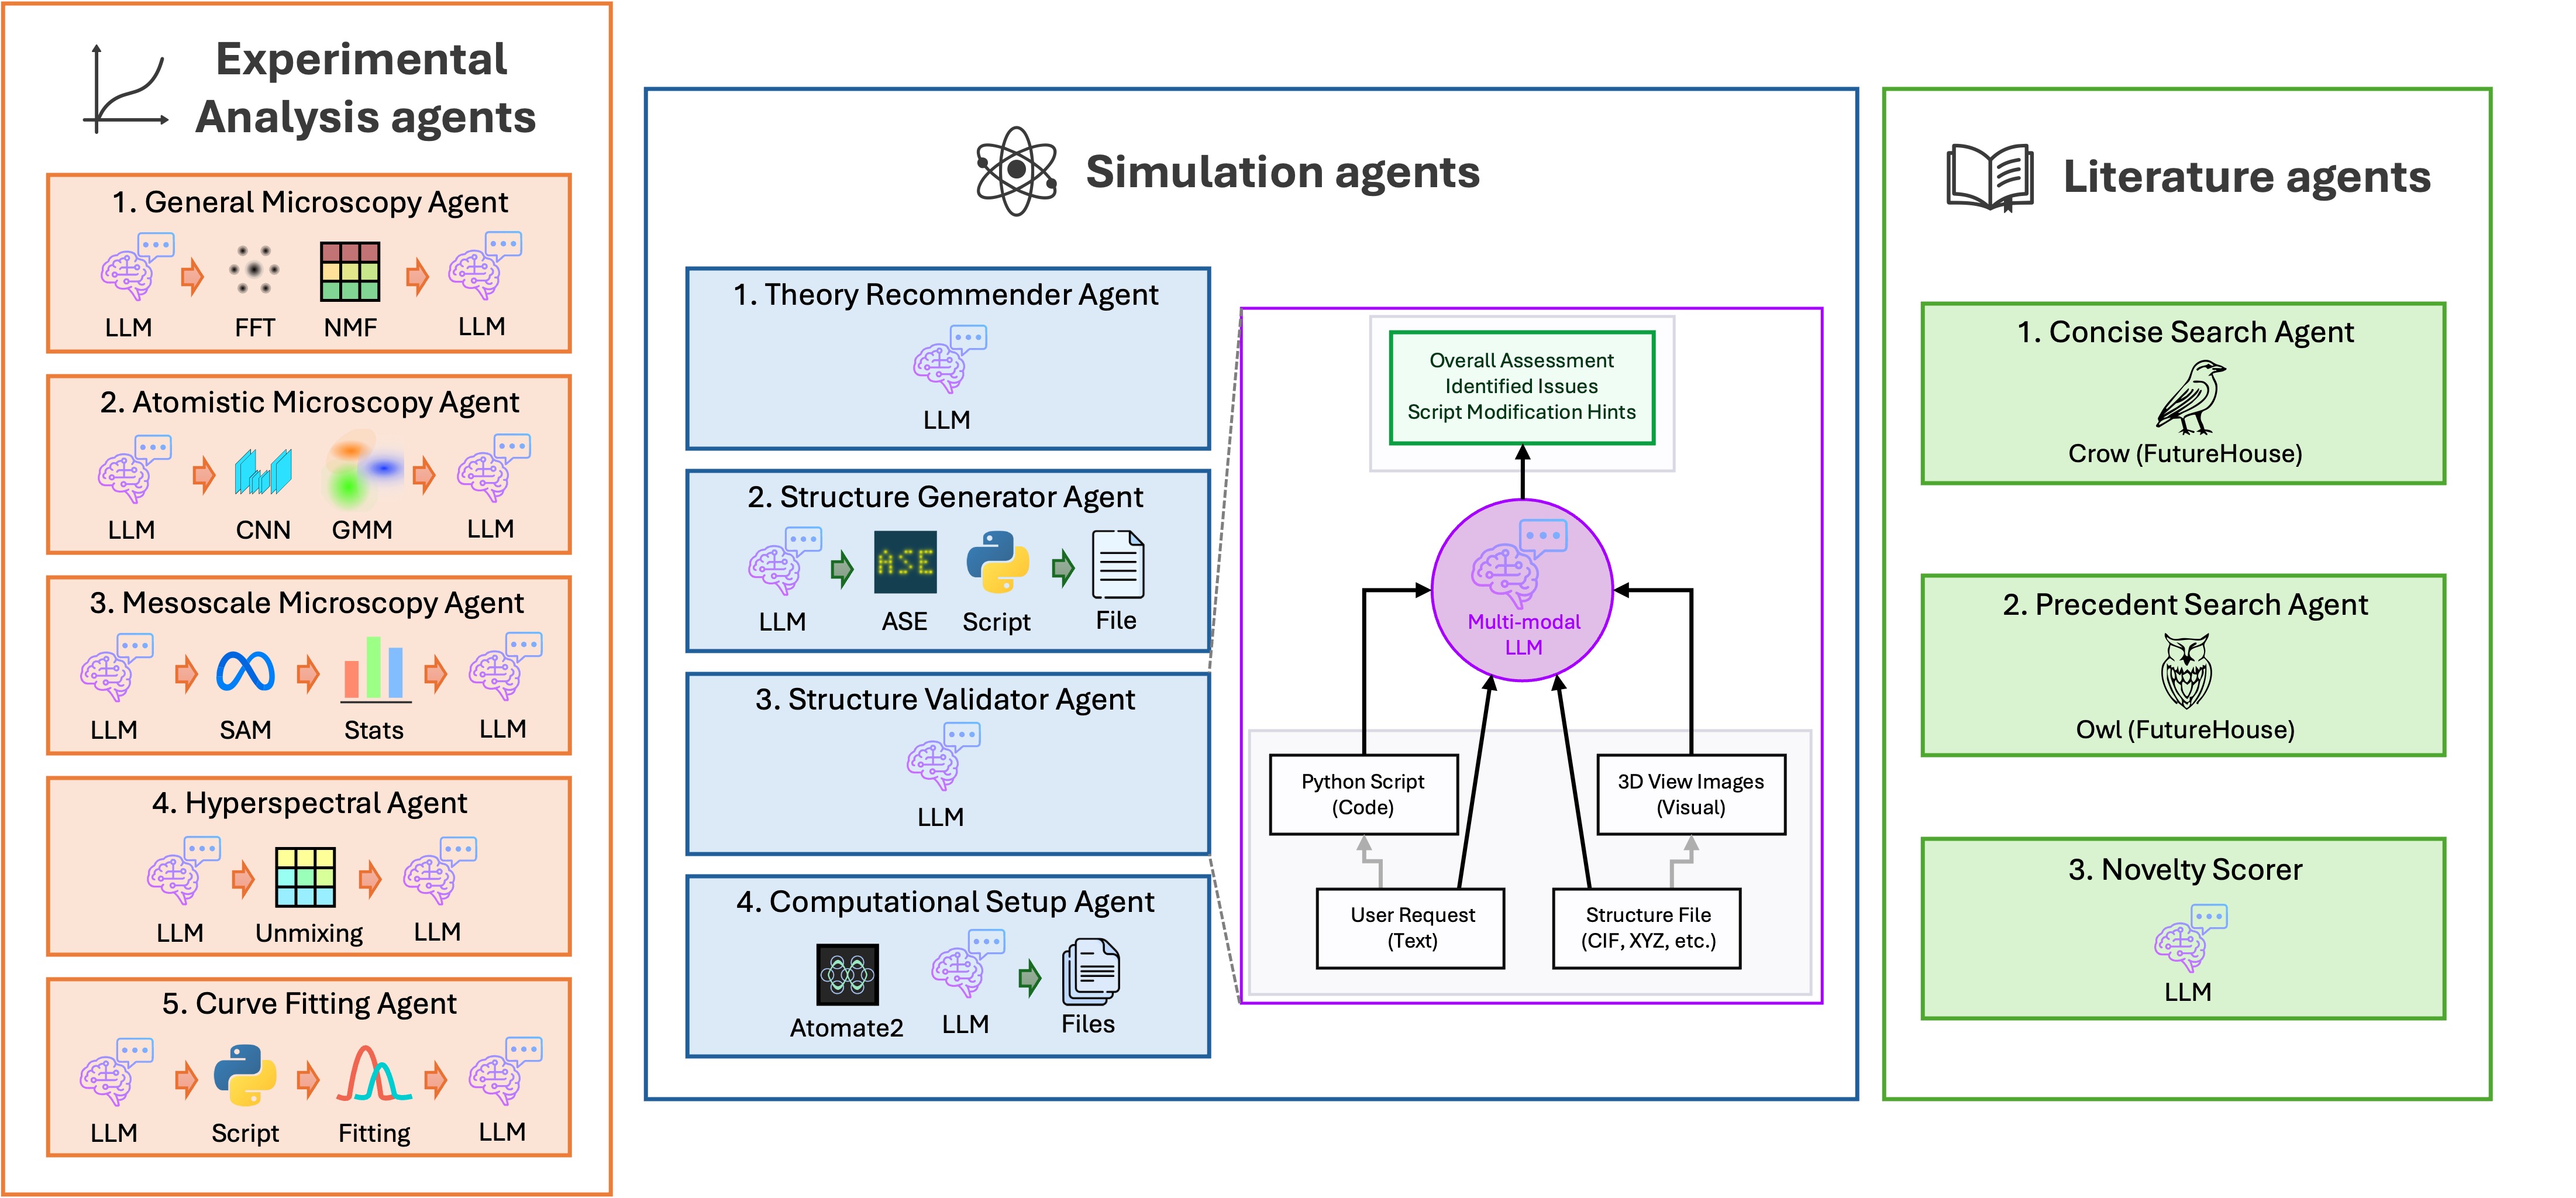 Experimental
Analysis agents
1. General Microscopy Agent
LLM
FFT
NMF
LLM
2. Atomistic Microscopy Agent
LLM
CNN
GMM
LLM
3. Mesoscale Microscopy Agent
LLM
SAM
Stats
LLM
4. Hyperspectral Agent
LLM
Unmixing
LLM
5. Curve Fitting Agent
LLM
Script
Fitting
LLM
Simulation agents
1. Theory Recommender Agent
LLM
2. Structure Generator Agent
ASE
LLM
ASE
Script
File
3. Structure Validator Agent
LLM
4. Computational Setup Agent
Atomate2
LLM
Files
Overall Assessment
Identified Issues
Script Modification Hints
Multi-modal
LLM
Python Script
(Code)
3D View Images
(Visual)
User Request
(Text)
Structure File
(CIF, XYZ, etc.)
Literature agents
1. Concise Search Agent
Crow (FutureHouse)
2. Precedent Search Agent
Owl (FutureHouse)
3. Novelty Scorer
LLM